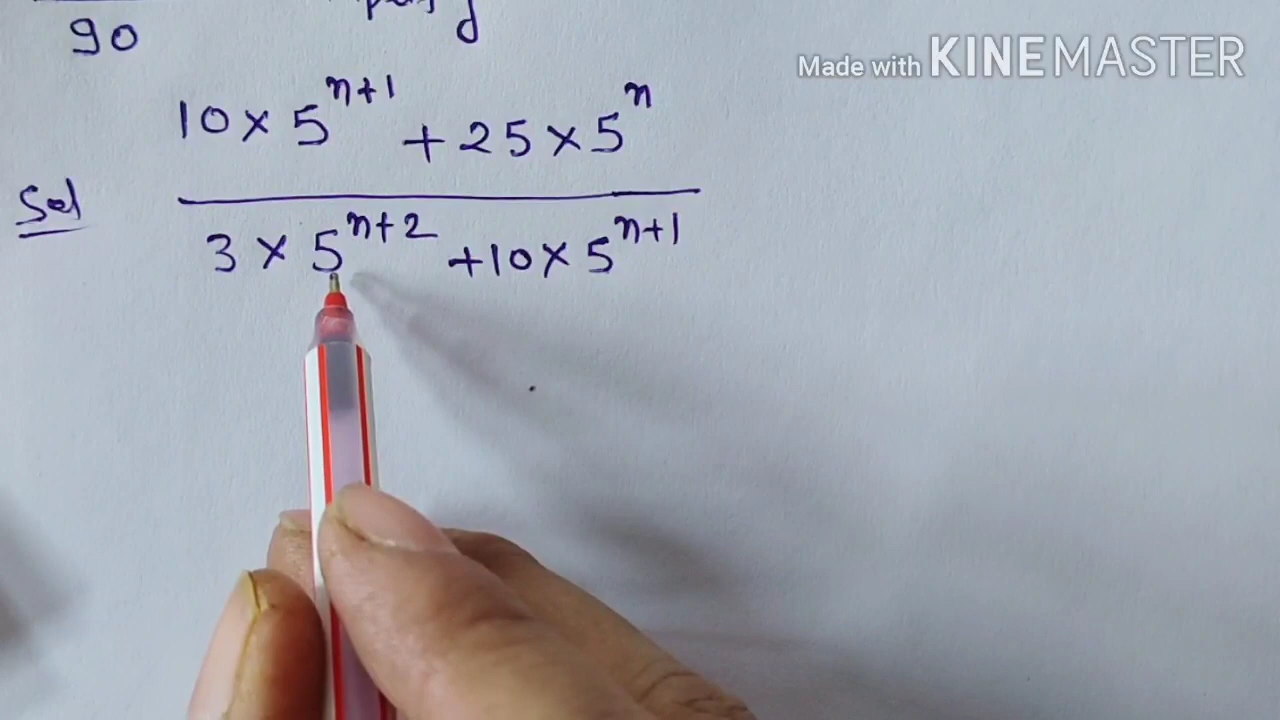 90
Made with KINEMASTER
10 × 5^{n+1} + 25 × 5^{n}
Sol
3 × 5^{n+2} + 10 × 5^{n+1}